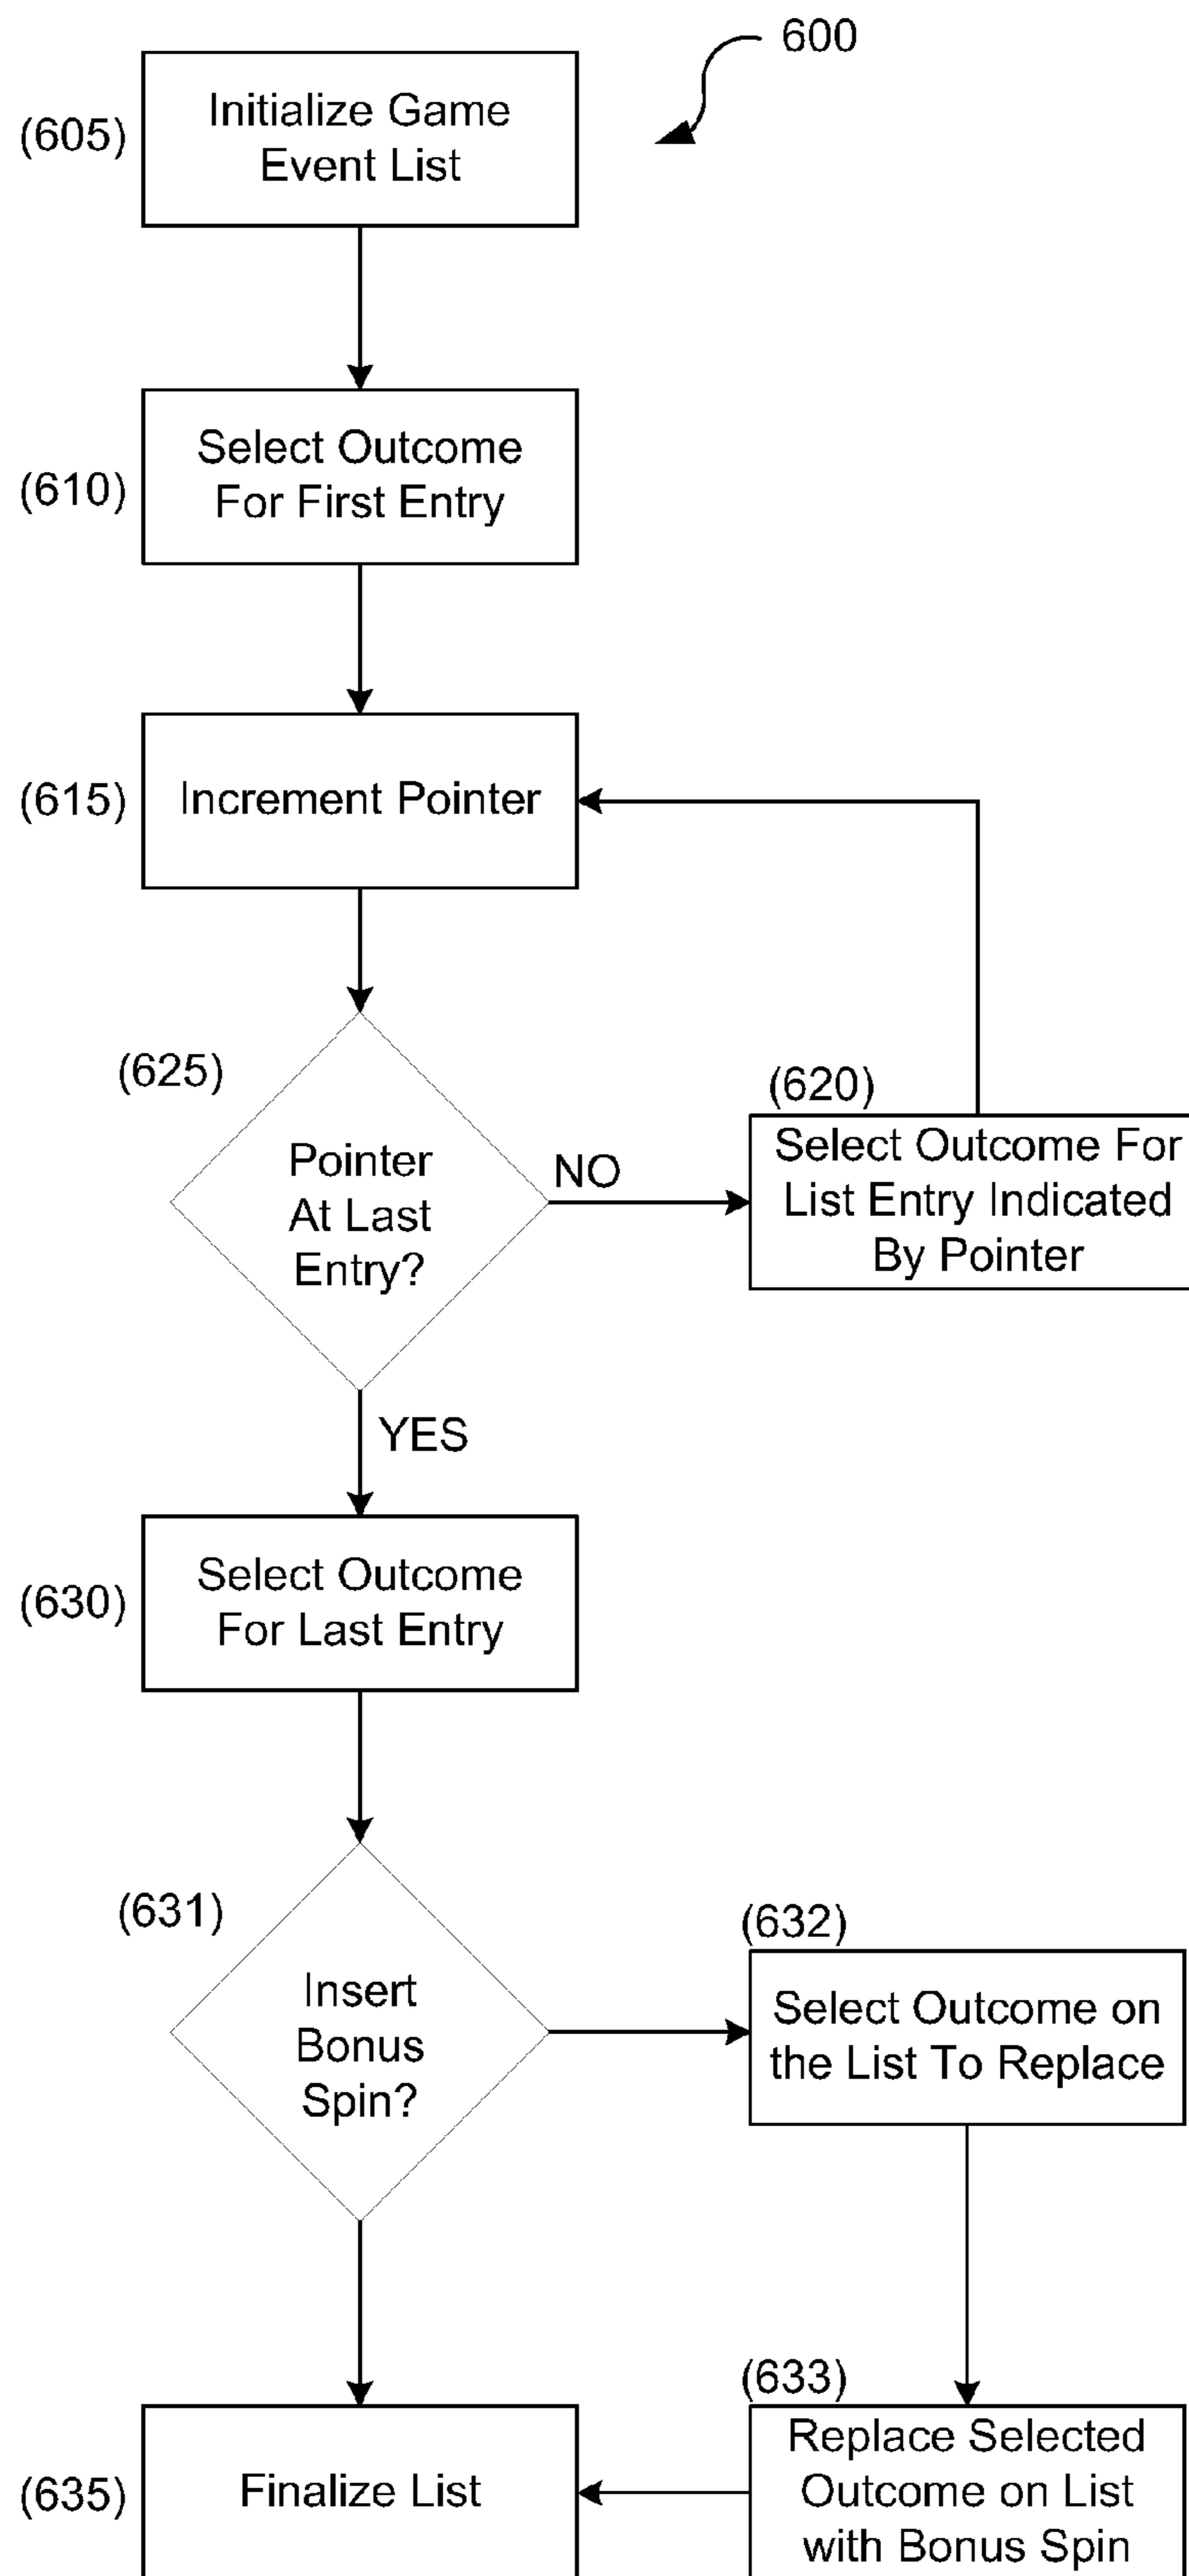 600
(605)
Initialize Game
Event List
(610)
Select Outcome
For First Entry
(615)
Increment Pointer
(625)
Pointer
At Last
Entry?
NO
(620)
Select Outcome For
List Entry Indicated
By Pointer
YES
(630)
Select Outcome
For Last Entry
(631)
Insert
Bonus
Spin?
(632)
Select Outcome on
the List To Replace
(633)
Replace Selected
Outcome on List
with Bonus Spin
(635)
Finalize List